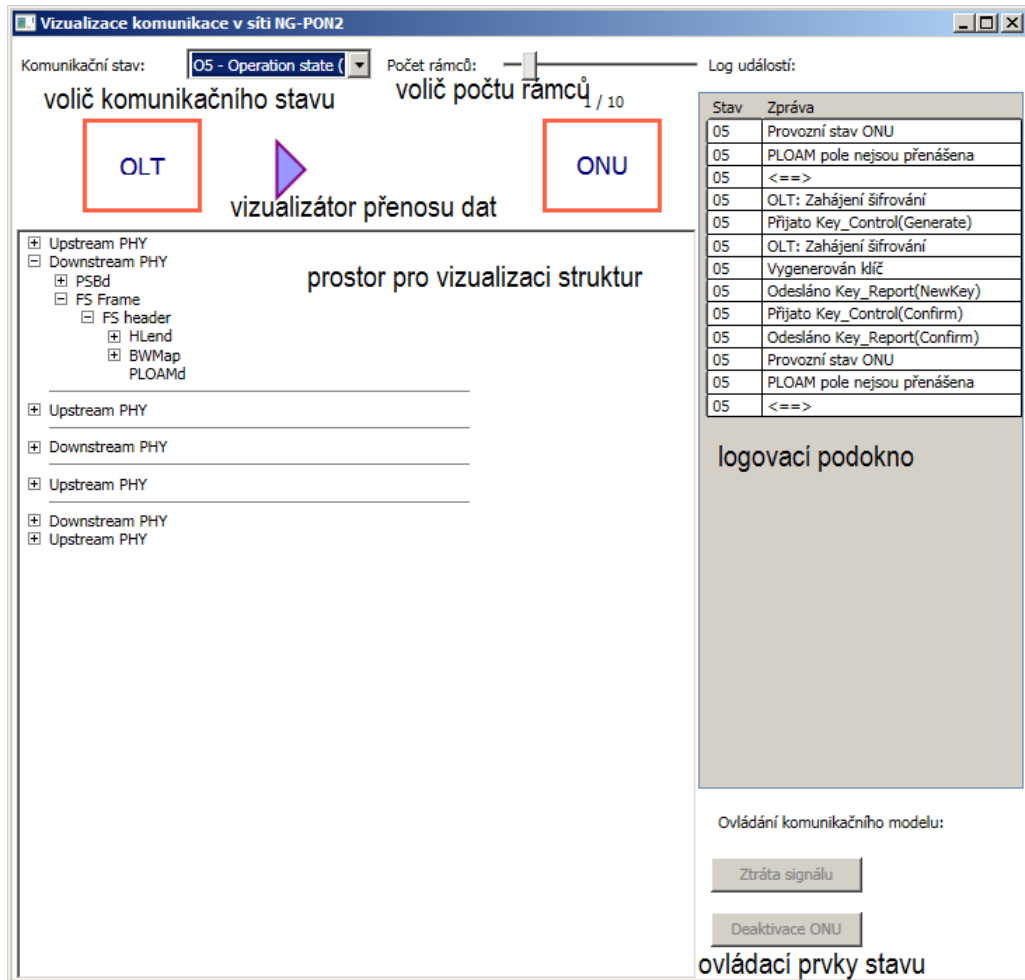 Vizualizace komunikace v síti NG-PON2
Komunikační stav:
O5 - Operation state (
Počet rámců:
Log událostí:
volič komunikačního stavu
volič počtu rámců
1 / 10
OLT
ONU
vizualizátor přenosu dat
Upstream PHY
Downstream PHY
PSBd
FS Frame
FS header
HLend
BWMap
PLOAMd
Upstream PHY
Downstream PHY
Upstream PHY
Downstream PHY
Upstream PHY
prostor pro vizualizaci struktur
Stav Zpráva
05 Provozní stav ONU
05 PLOAM pole nejsou přenášena
05 <==>
05 OLT: Zahájení šifrování
05 Přijato Key_Control(Generate)
05 OLT: Zahájení šifrování
05 Vygenerován klíč
05 Odesláno Key_Report(NewKey)
05 Přijato Key_Control(Confirm)
05 Odesláno Key_Report(Confirm)
05 Provozní stav ONU
05 PLOAM pole nejsou přenášena
05 <==>
logovací podokno
Ovládání komunikačního modelu:
Ztráta signálu
Deaktivace ONU
ovládací prvky stavu